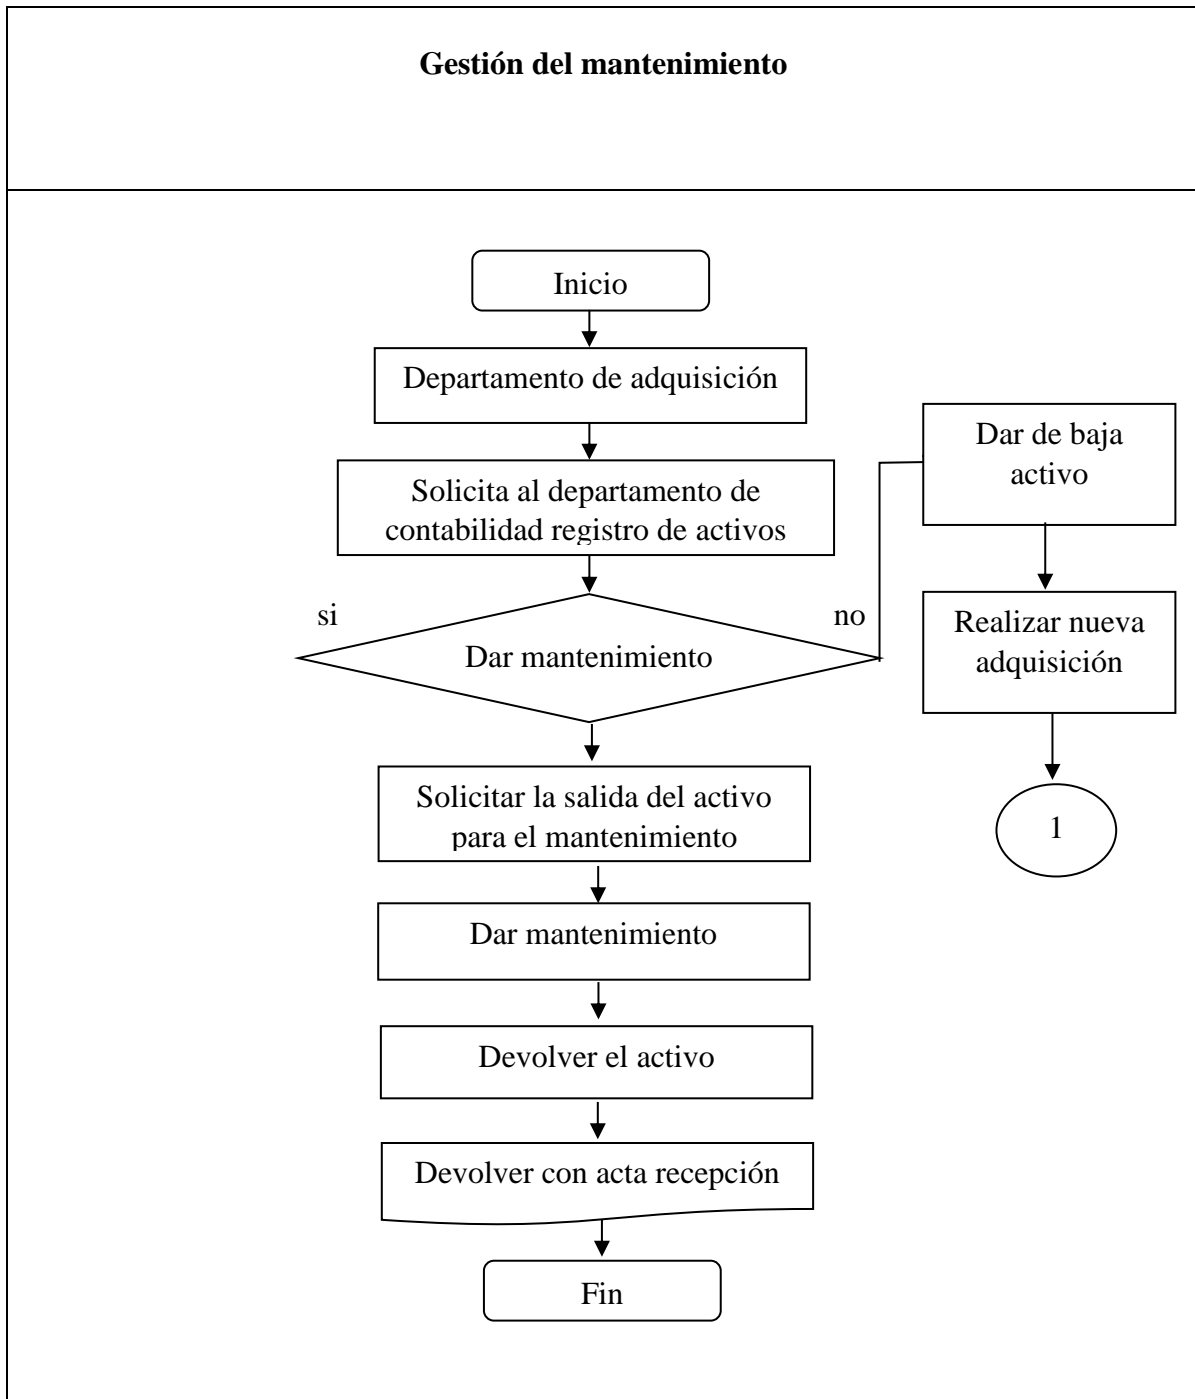 Gestión del mantenimiento
Inicio
Departamento de adquisición
Solicita al departamento de
contabilidad registro de activos
si
no
Dar mantenimiento
Dar de baja
activo
Realizar nueva
adquisición
1
Solicitar la salida del activo
para el mantenimiento
Dar mantenimiento
Devolver el activo
Devolver con acta recepción
Fin